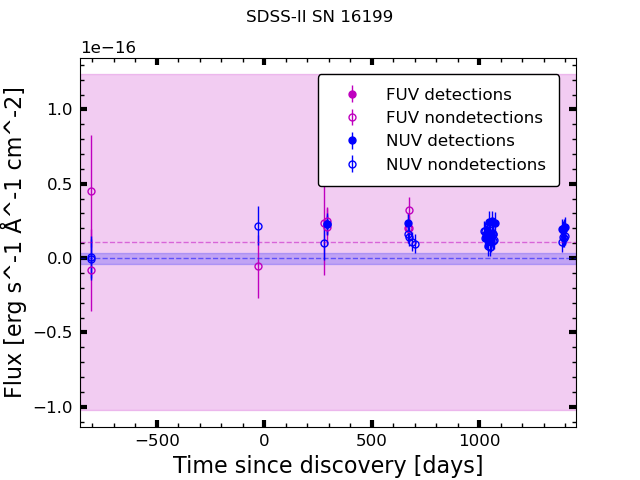 SDSS-II SN 16199
1e−16
FUV detections
FUV nondetections
NUV detections
NUV nondetections
1.0
0.5
0.0
−0.5
−1.0
Flux [erg s^-1 Å^-1 cm^-2]
−500
0
500
1000
Time since discovery [days]